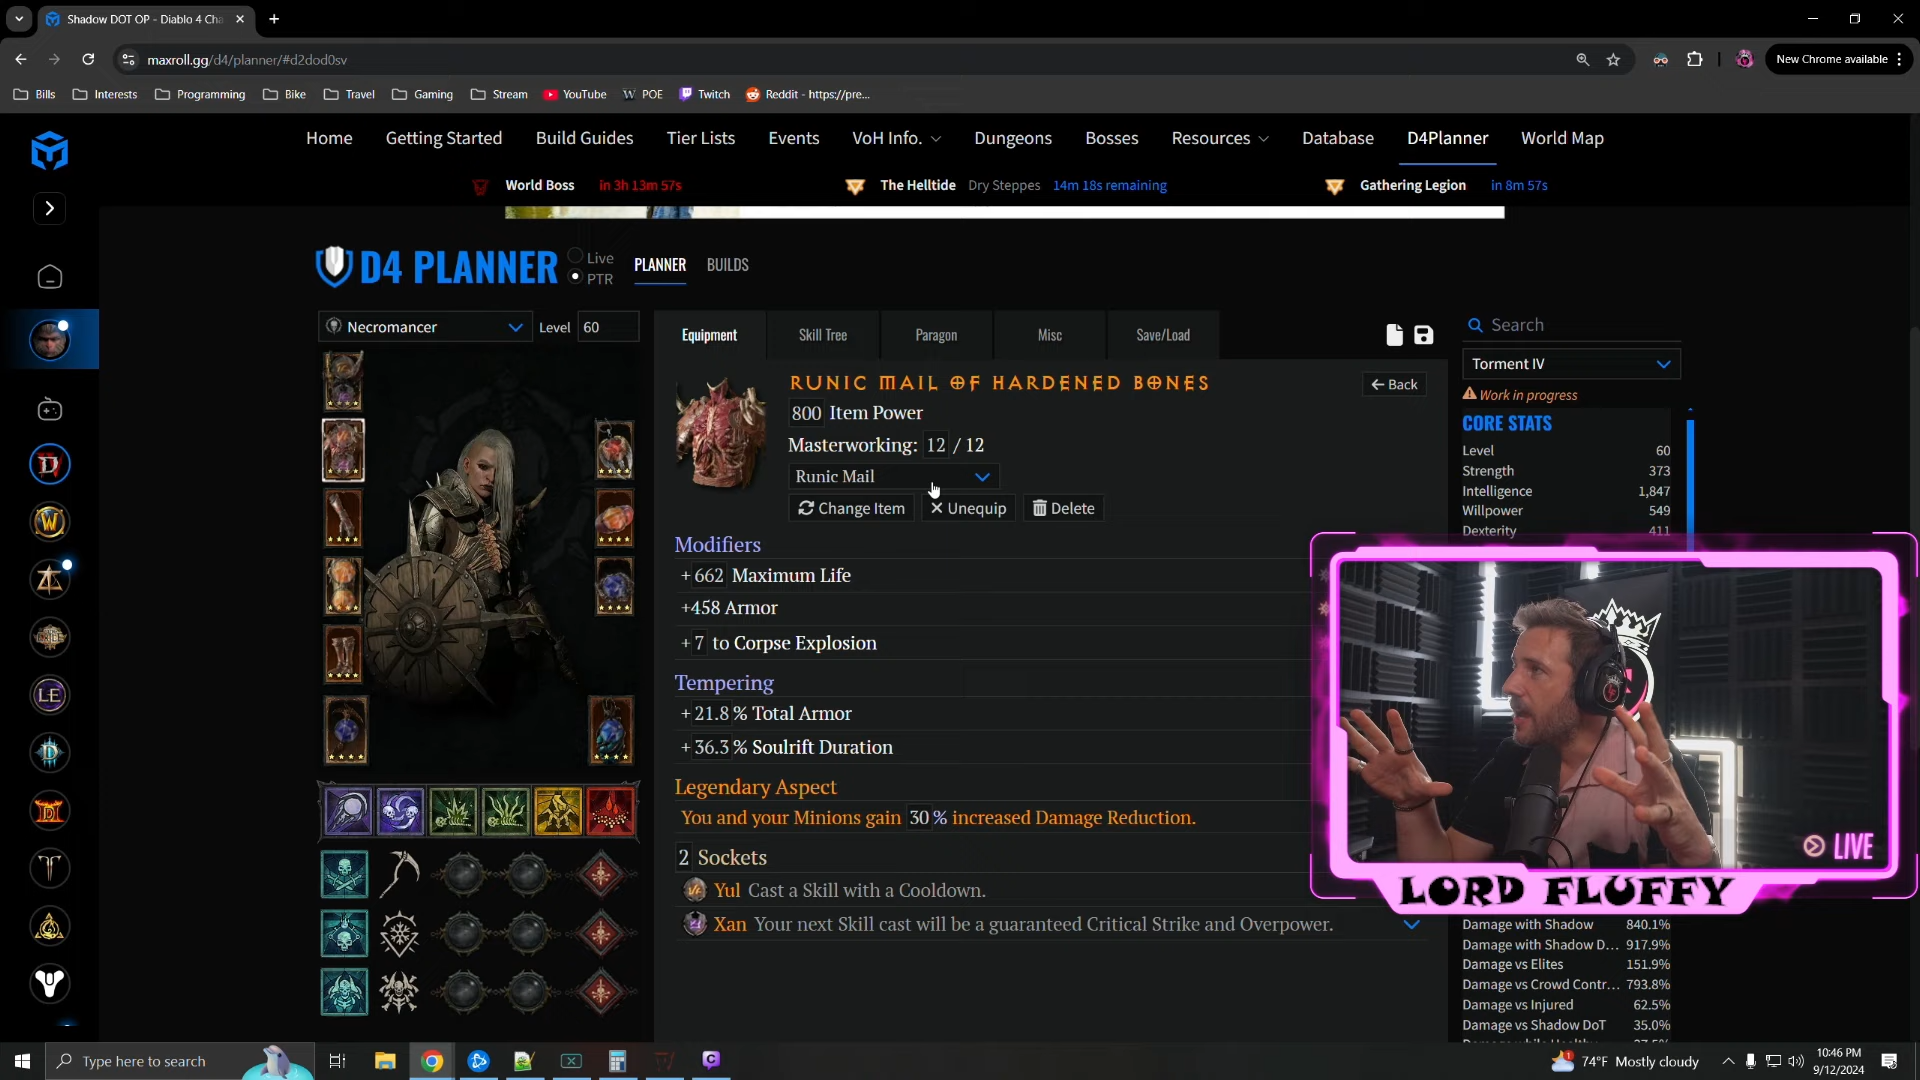 Shadow DOT OP - Diablo 4 Cha
maxroll.gg/d4/planner/#d2dod0sv
New Chrome available
Bills
Interests
Programming
Bike
Travel
Gaming
Stream
YouTube
W POE
Twitch
Reddit - https://pre...
Home
Getting Started
Build Guides
Tier Lists
Events
VoH Info.
Dungeons
Bosses
Resources
Database
D4Planner
World Map
World Boss in 3h 13m 57s
The Helltide Dry Steppes 14m 18s remaining
Gathering Legion in 8m 57s
D4 PLANNER
Live
PTR
PLANNER
BUILDS
Necromancer
Level 60
Equipment
Skill Tree
Paragon
Misc
Save/Load
RUNIC MAIL OF HARDENED BONES
Back
800 Item Power
Masterworking: 12 / 12
Runic Mail
Change Item
Unequip
Delete
Modifiers
+662 Maximum Life
+458 Armor
+7 to Corpse Explosion
Tempering
+21.8% Total Armor
+36.3% Soulrift Duration
Legendary Aspect
You and your Minions gain 30% increased Damage Reduction.
2 Sockets
Yul Cast a Skill with a Cooldown.
Xan Your next Skill cast will be a guaranteed Critical Strike and Overpower.
Search
Torment IV
Work in progress
CORE STATS
Level 60
Strength 373
Intelligence 1,847
Willpower 549
Dexterity 411
LIVE
LORD FLUFFY
Damage with Shadow 840.1%
Damage with Shadow D... 917.9%
Damage vs Elites 151.9%
Damage vs Crowd Contr... 793.8%
Damage vs Injured 62.5%
Damage vs Shadow DoT 35.0%
LE
Type here to search
74°F Mostly cloudy
10:46 PM
9/12/2024